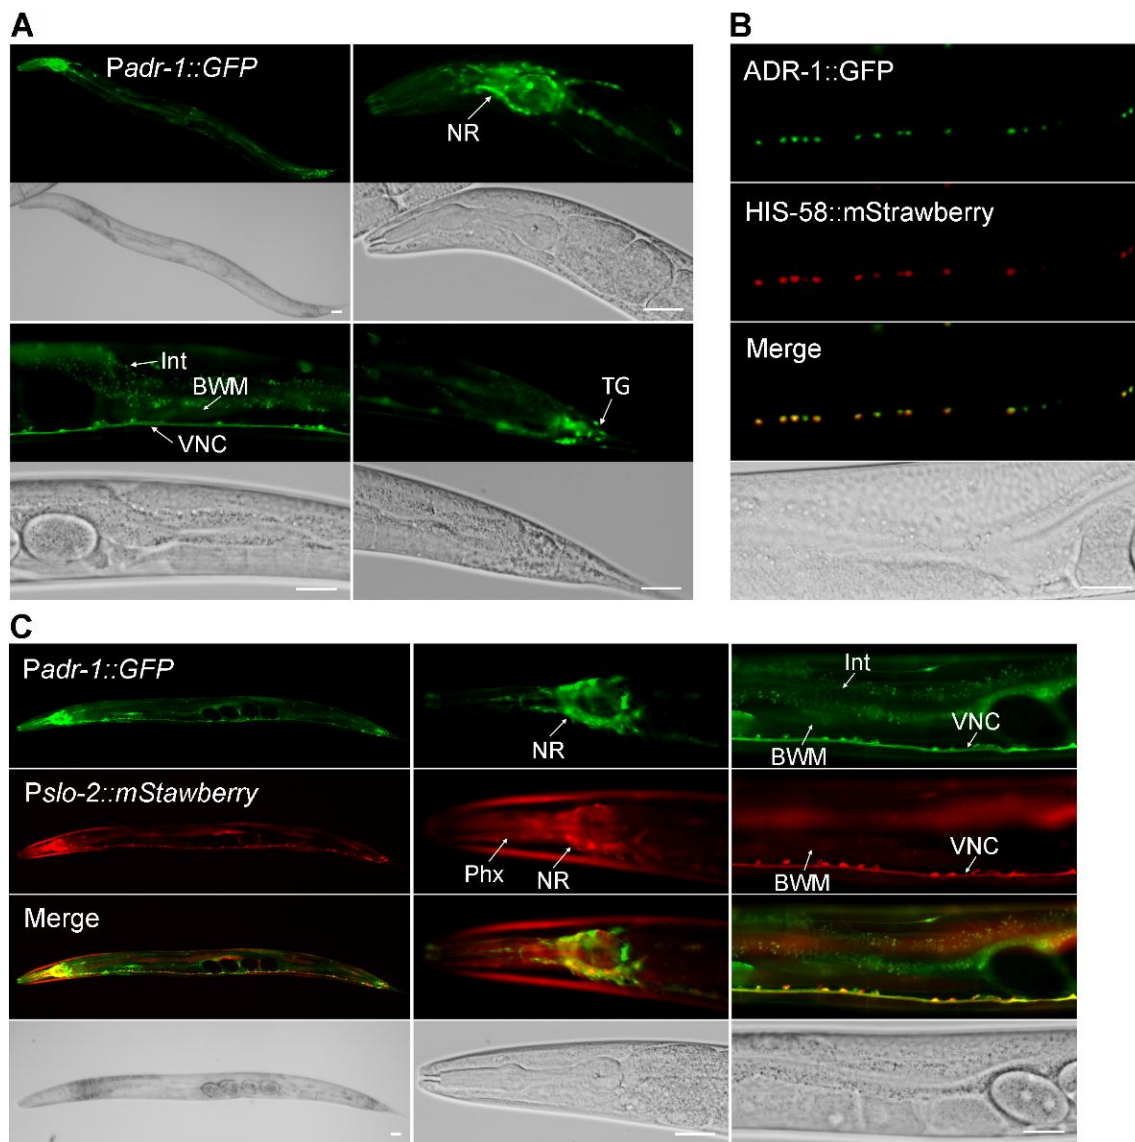 A
Padr-1::GFP
NR
Int
BWM
VNC
TG
B
ADR-1::GFP
HIS-58::mStrawberry
Merge
C
Padr-1::GFP
NR
Int
VNC
BWM
Pslo-2::mStawberry
Phx
NR
VNC
BWM
Merge